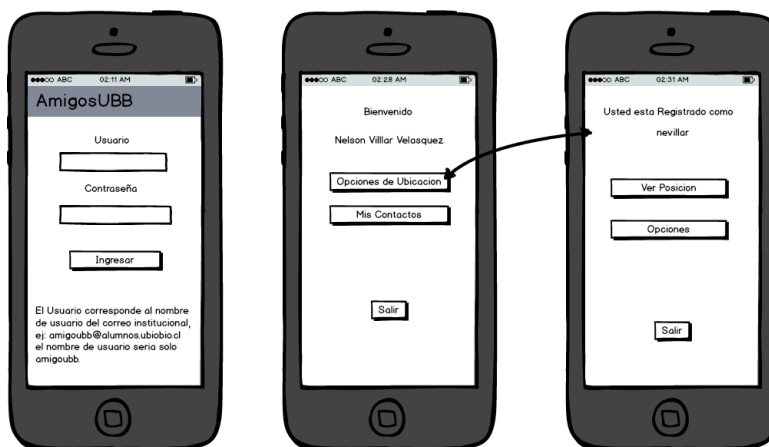 ABC 02:11 AM
AmigosUBB
Usuario
Contraseña
Ingresar
El Usuario corresponde al nombre
de usuario del correo institucional,
ej: amigoubb@alumnos.ubiobio.cl
el nombre de usuario seria solo
amigoubb.
ABC 02:28 AM
Bienvenido
Nelson Villlar Velasquez
Opciones de Ubicacion
Mis Contactos
Salir
ABC 02:31 AM
Usted esta Registrado como
nevillar
Ver Posicion
Opciones
Salir